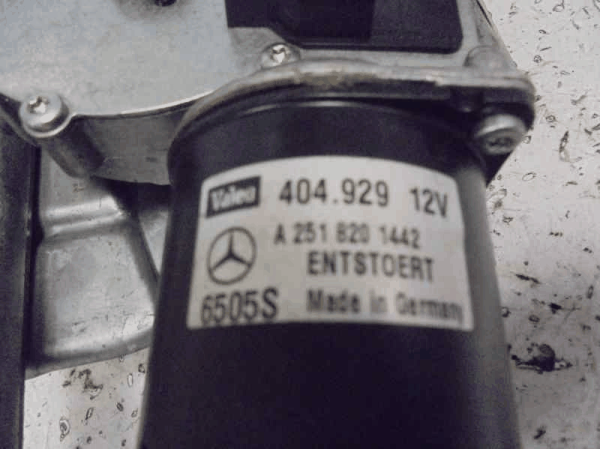 Valeo 404.929 12V
A 251 820 1442
ENTSTOERT
6505S Made in Germany